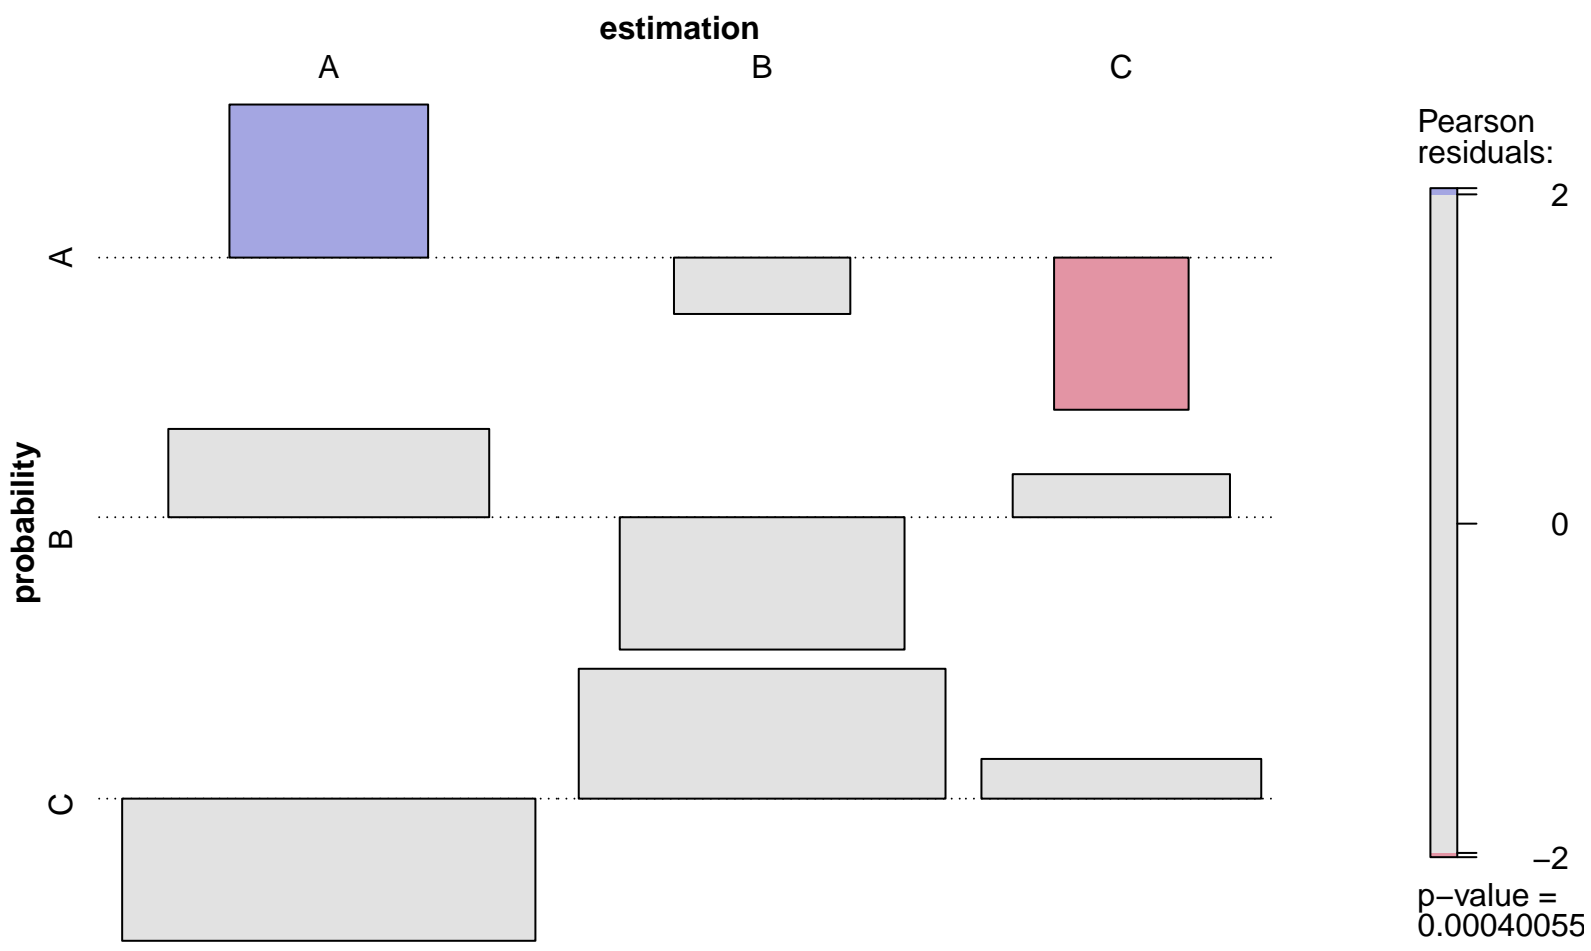 estimation
A
B
C
probability
A
B
C
Pearson
residuals:
2
0
−2
p−value =
0.00040055